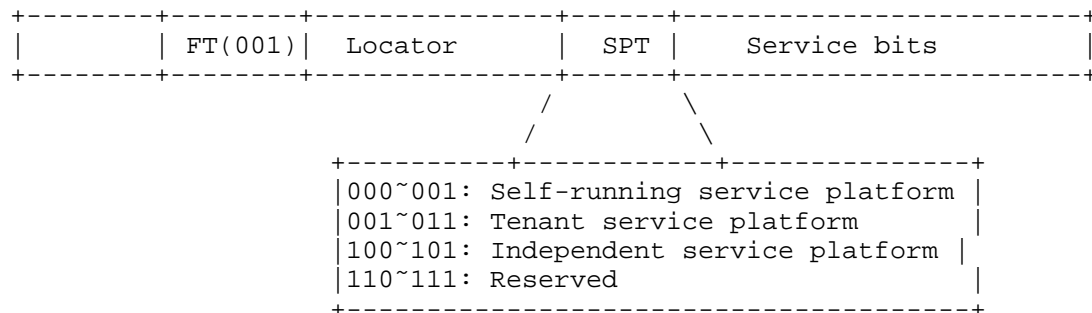 +--------+--------+---------------+------+-------------------------+
|        | FT(001)|  Locator      |  SPT |    Service bits         |
+--------+--------+---------------+------+-------------------------+
                                 /        \
                                /          \
                    +----------+------------+---------------+
                    |000~001: Self-running service platform |
                    |001~011: Tenant service platform       |
                    |100~101: Independent service platform |
                    |110~111: Reserved                      |
                    +---------------------------------------+